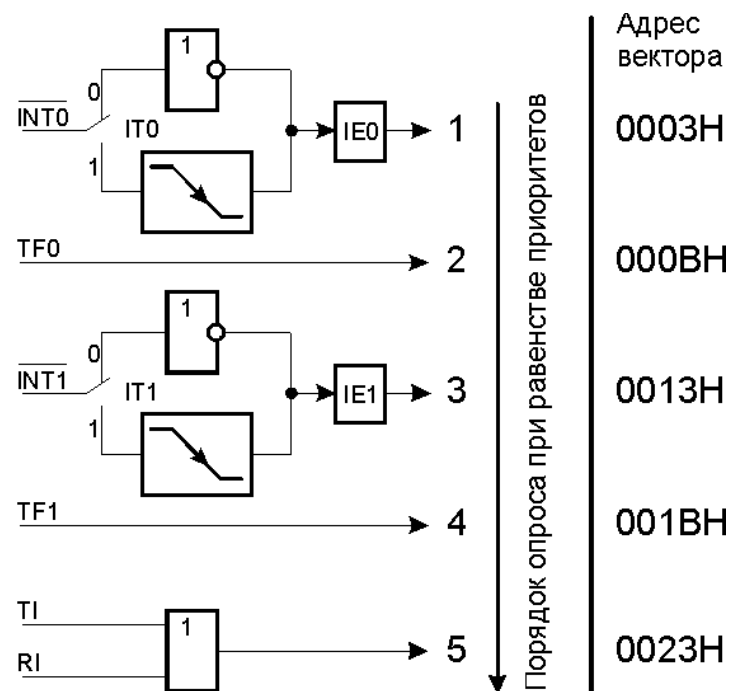 Адрес
вектора
1
0
INT0
IT0
IE0
1
0003H
1
TF0
2
000BH
1
0
INT1
IT1
IE1
3
0013H
1
TF1
4
001BH
TI
1
RI
5
0023H
Порядок опроса при равенстве приоритетов